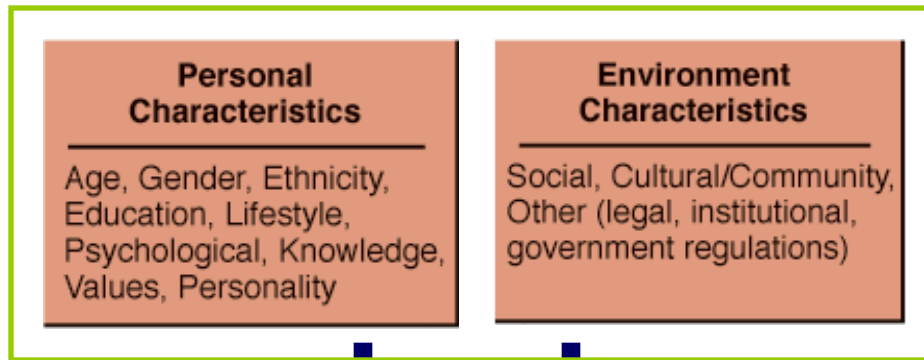 Personal
Characteristics
Age, Gender, Ethnicity,
Education, Lifestyle,
Psychological, Knowledge,
Values, Personality
Environment
Characteristics
Social, Cultural/Community,
Other (legal, institutional,
government regulations)